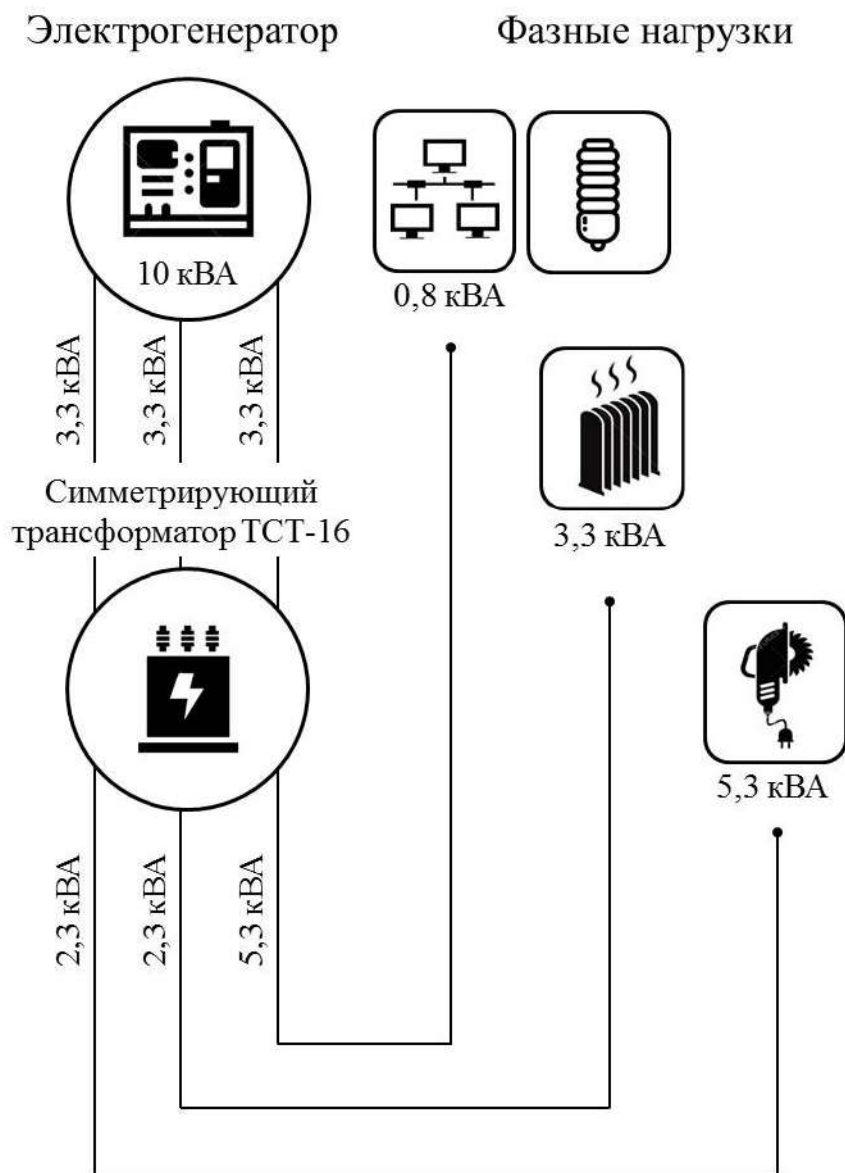 Электрогенератор
Фазные нагрузки
10 кВА
0,8 кВА
3,3 кВА
3,3 кВА
3,3 кВА
Симметрирующий
трансформатор ТСТ-16
3,3 кВА
5,3 кВА
2,3 кВА
2,3 кВА
5,3 кВА